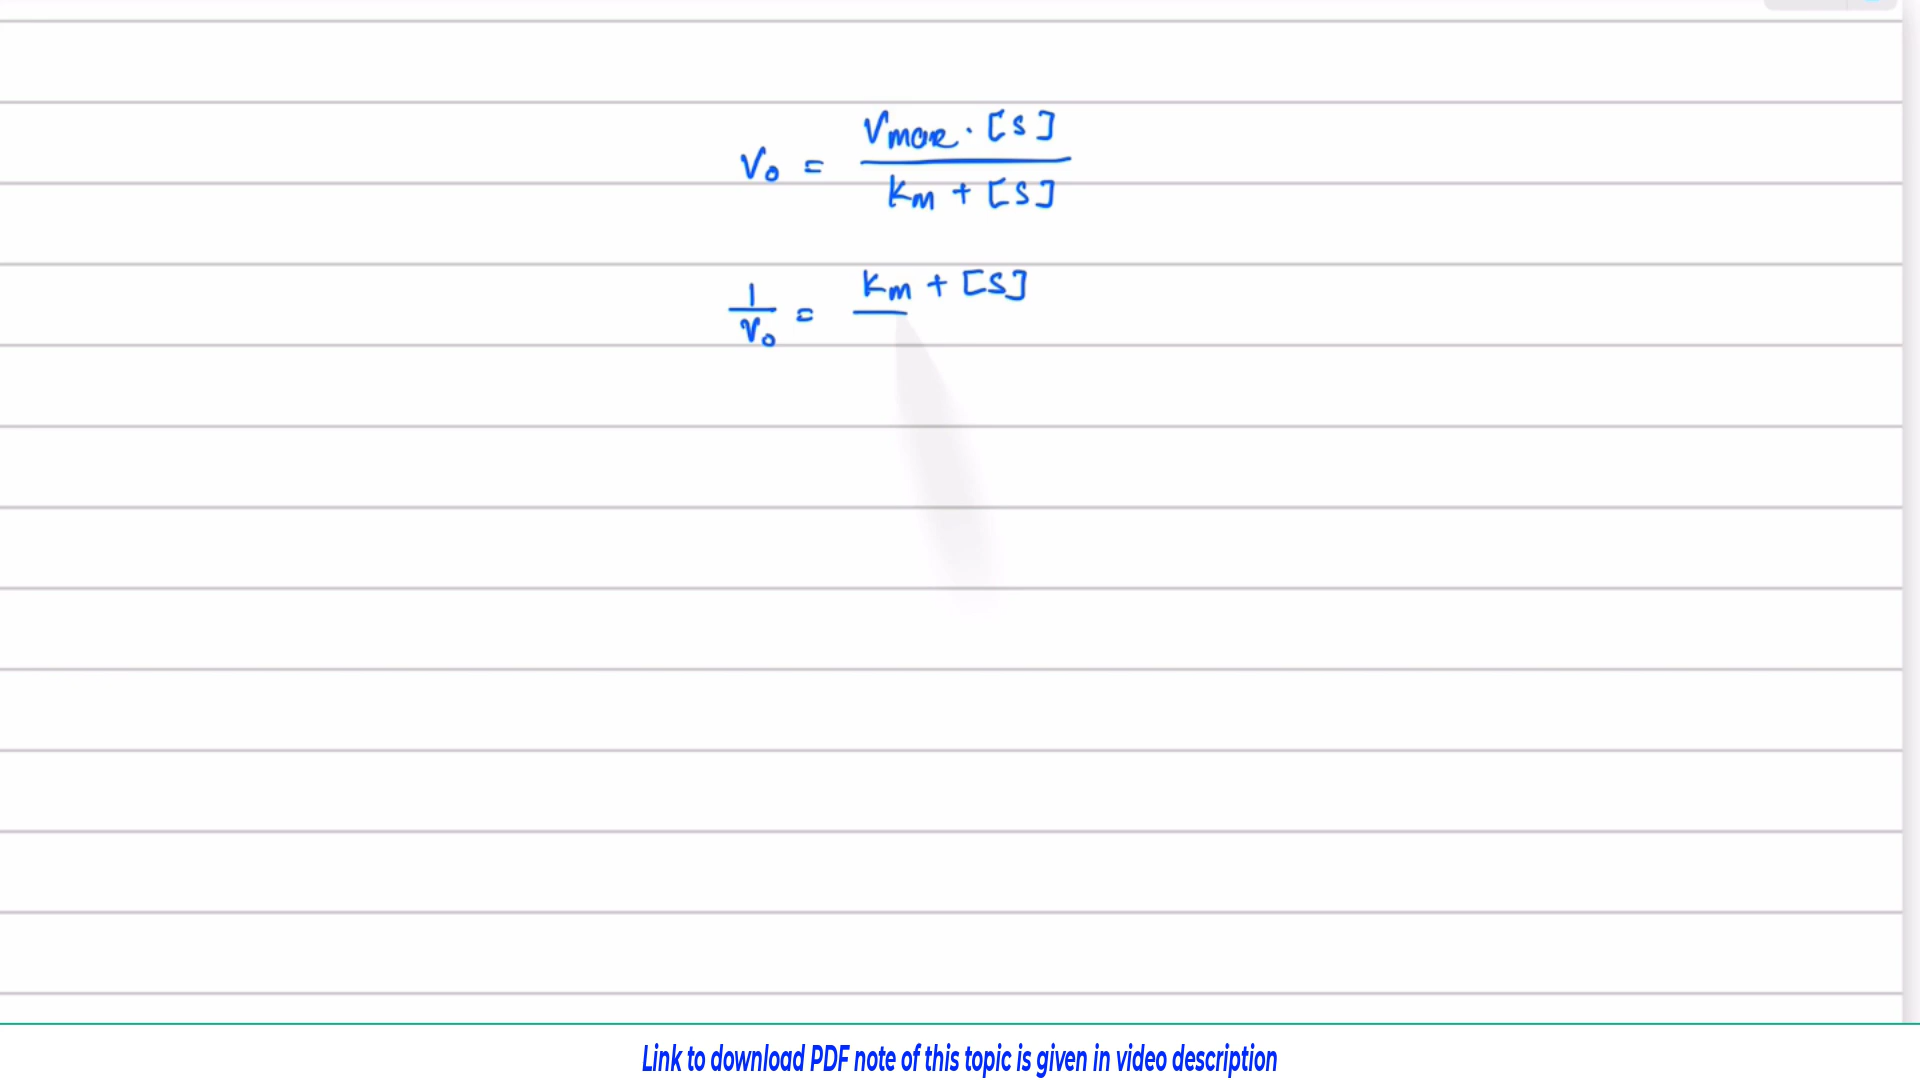 V₀ = Vmax · [S] / Km + [S]
1 / V₀ = Km + [S]
Link to download PDF note of this topic is given in video description